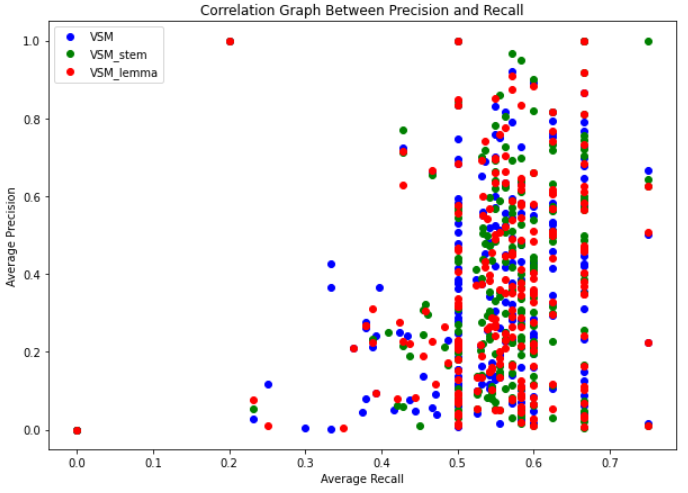 Correlation Graph Between Precision and Recall
VSM
VSM_stem
VSM_lemma
Average Precision
1.0
0.8
0.6
0.4
0.2
0.0
0.0 0.1 0.2 0.3 0.4 0.5 0.6 0.7
Average Recall